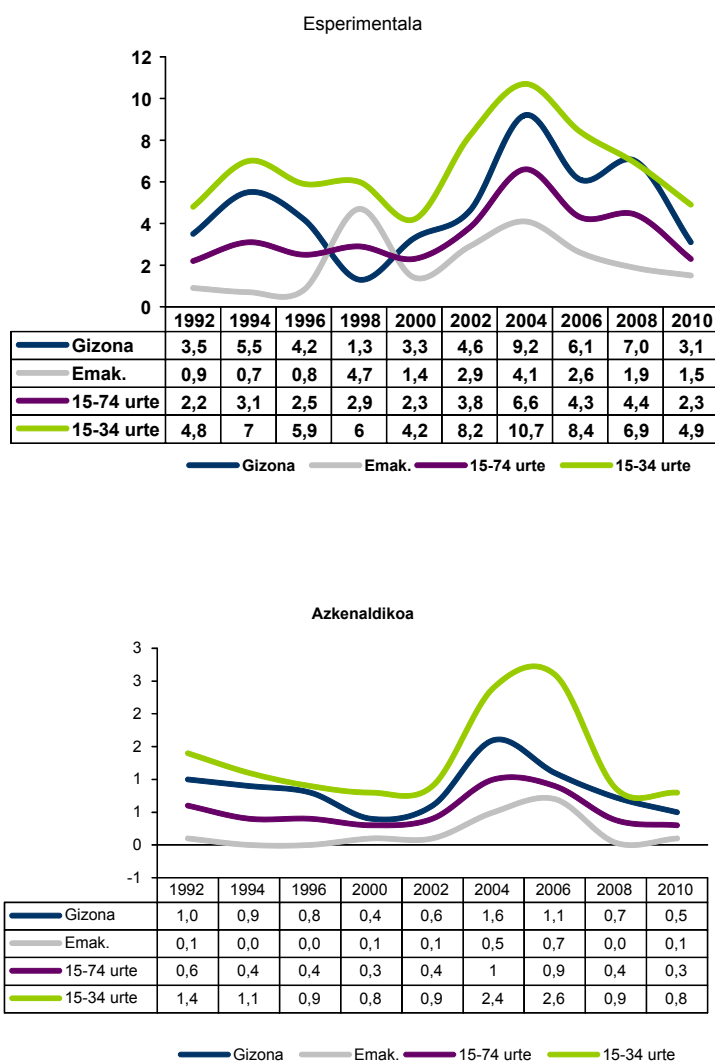 Esperimentala
12
10
8
6
4
2
0
1992 1994 1996 1998 2000 2002 2004 2006 2008 2010
Gizona 3,5 5,5 4,2 1,3 3,3 4,6 9,2 6,1 7,0 3,1
Emak. 0,9 0,7 0,8 4,7 1,4 2,9 4,1 2,6 1,9 1,5
15-74 urte 2,2 3,1 2,5 2,9 2,3 3,8 6,6 4,3 4,4 2,3
15-34 urte 4,8 7 5,9 6 4,2 8,2 10,7 8,4 6,9 4,9
Gizona Emak. 15-74 urte 15-34 urte
Azkenaldikoa
3
3
2
2
1
1
0
-1
1992 1994 1996 2000 2002 2004 2006 2008 2010
Gizona 1,0 0,9 0,8 0,4 0,6 1,6 1,1 0,7 0,5
Emak. 0,1 0,0 0,0 0,1 0,1 0,5 0,7 0,0 0,1
15-74 urte 0,6 0,4 0,4 0,3 0,4 1 0,9 0,4 0,3
15-34 urte 1,4 1,1 0,9 0,8 0,9 2,4 2,6 0,9 0,8
Gizona Emak. 15-74 urte 15-34 urte